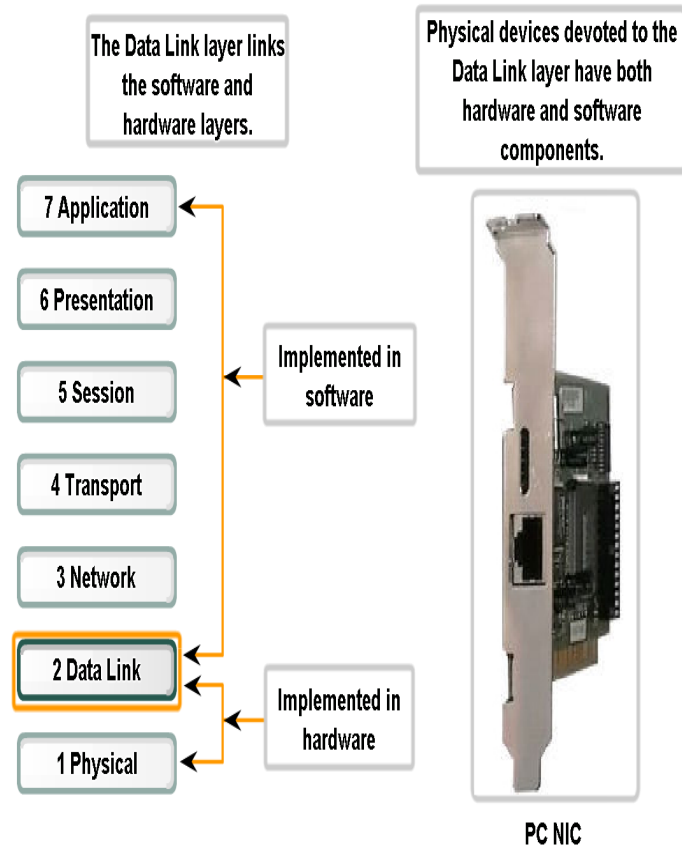 The Data Link layer links
the software and
hardware layers.
Physical devices devoted to the
Data Link layer have both
hardware and software
components.
7 Application
6 Presentation
5 Session
4 Transport
3 Network
2 Data Link
1 Physical
Implemented in
software
Implemented in
hardware
PC NIC